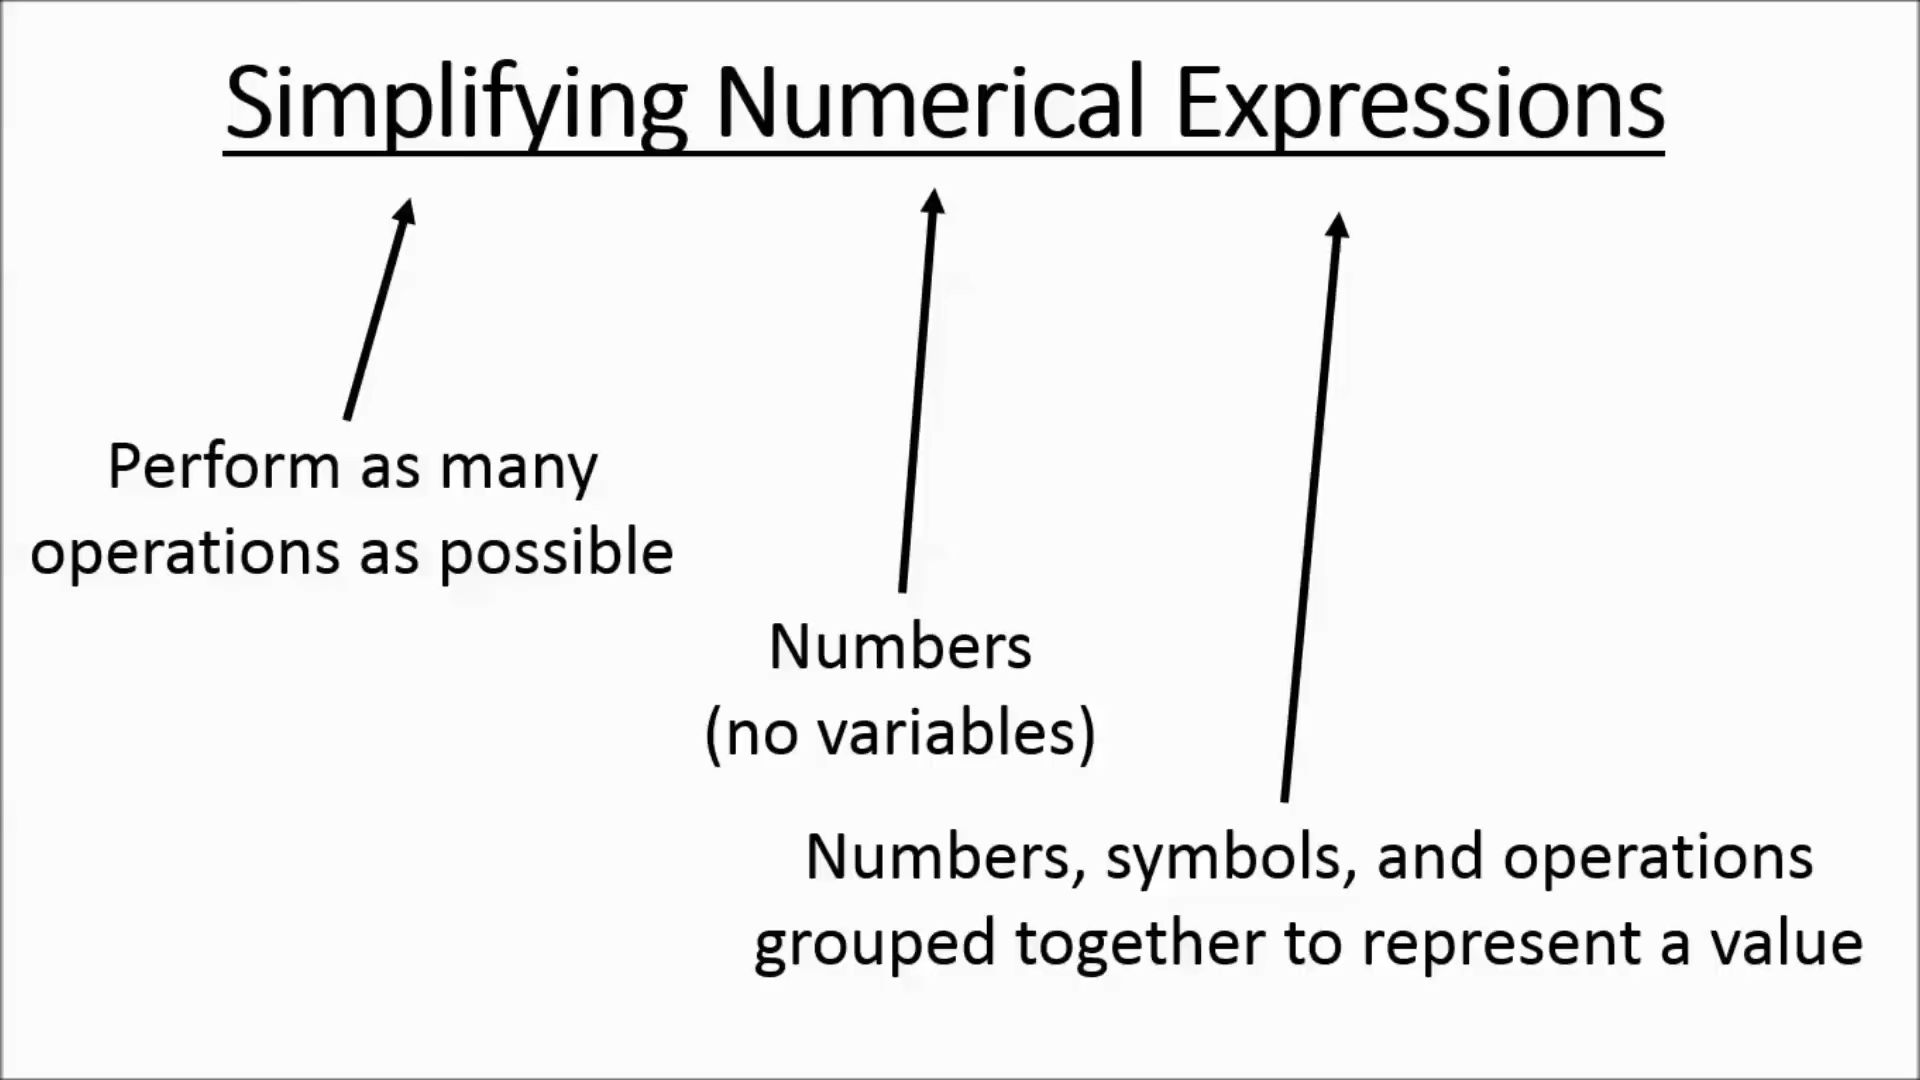 Simplifying Numerical Expressions
Perform as many
operations as possible
Numbers
(no variables)
Numbers, symbols, and operations
grouped together to represent a value